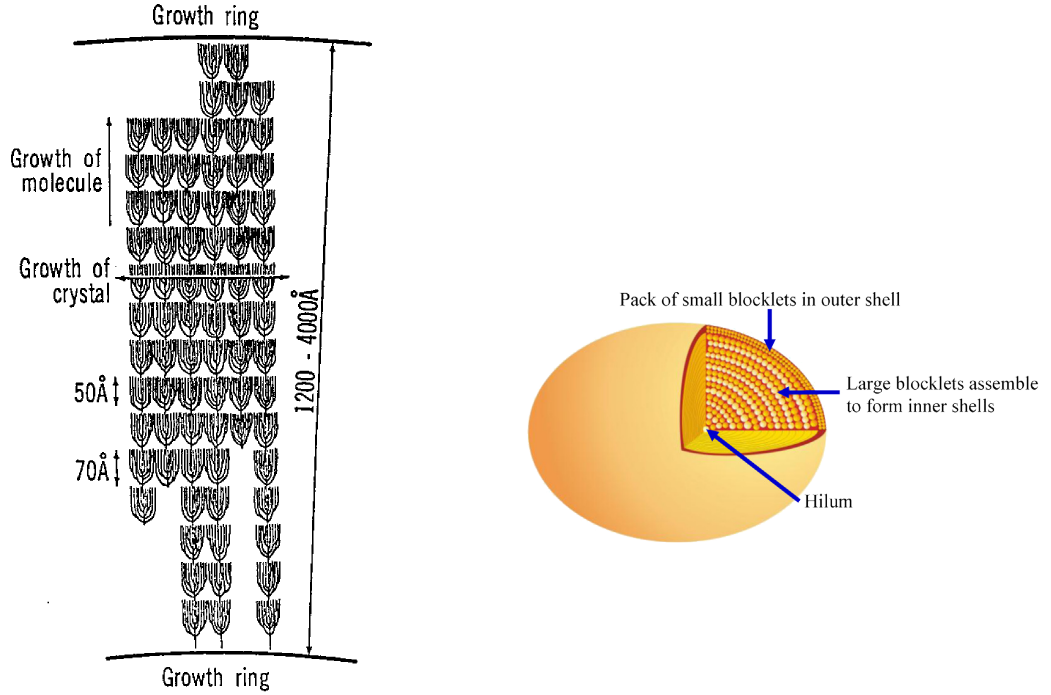 Growth ring
Growth of
molecule
Growth of
crystal
50Å
70Å
1200 - 4000Å
Growth ring
Pack of small blocklets in outer shell
Large blocklets assemble
to form inner shells
Hilum